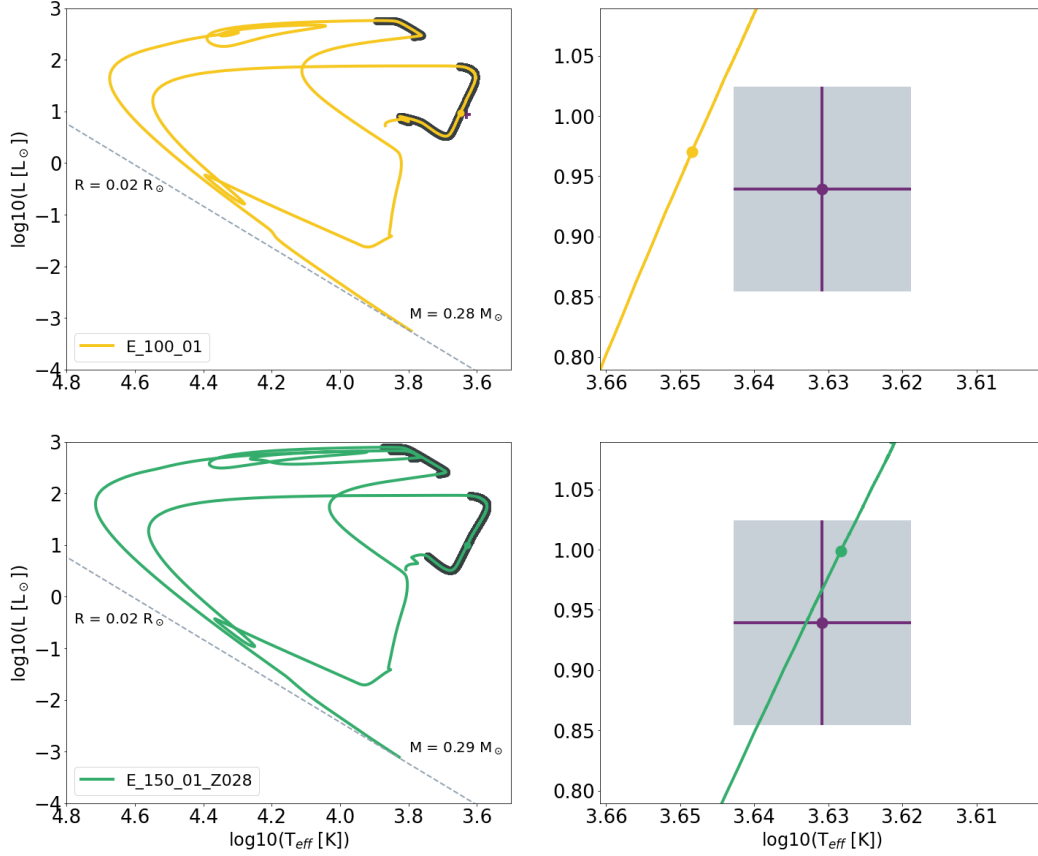 3
2
1
0
−1
−2
−3
−4
log10(L [L☉])
R = 0.02 R☉
M = 0.28 M☉
E_100_01
4.8 4.6 4.4 4.2 4.0 3.8 3.6
1.05
1.00
0.95
0.90
0.85
0.80
3.66 3.65 3.64 3.63 3.62 3.61
3
2
1
0
−1
−2
−3
−4
log10(L [L☉])
R = 0.02 R☉
M = 0.29 M☉
E_150_01_Z028
4.8 4.6 4.4 4.2 4.0 3.8 3.6
log10(Teff [K])
1.05
1.00
0.95
0.90
0.85
0.80
3.66 3.65 3.64 3.63 3.62 3.61
log10(Teff [K])